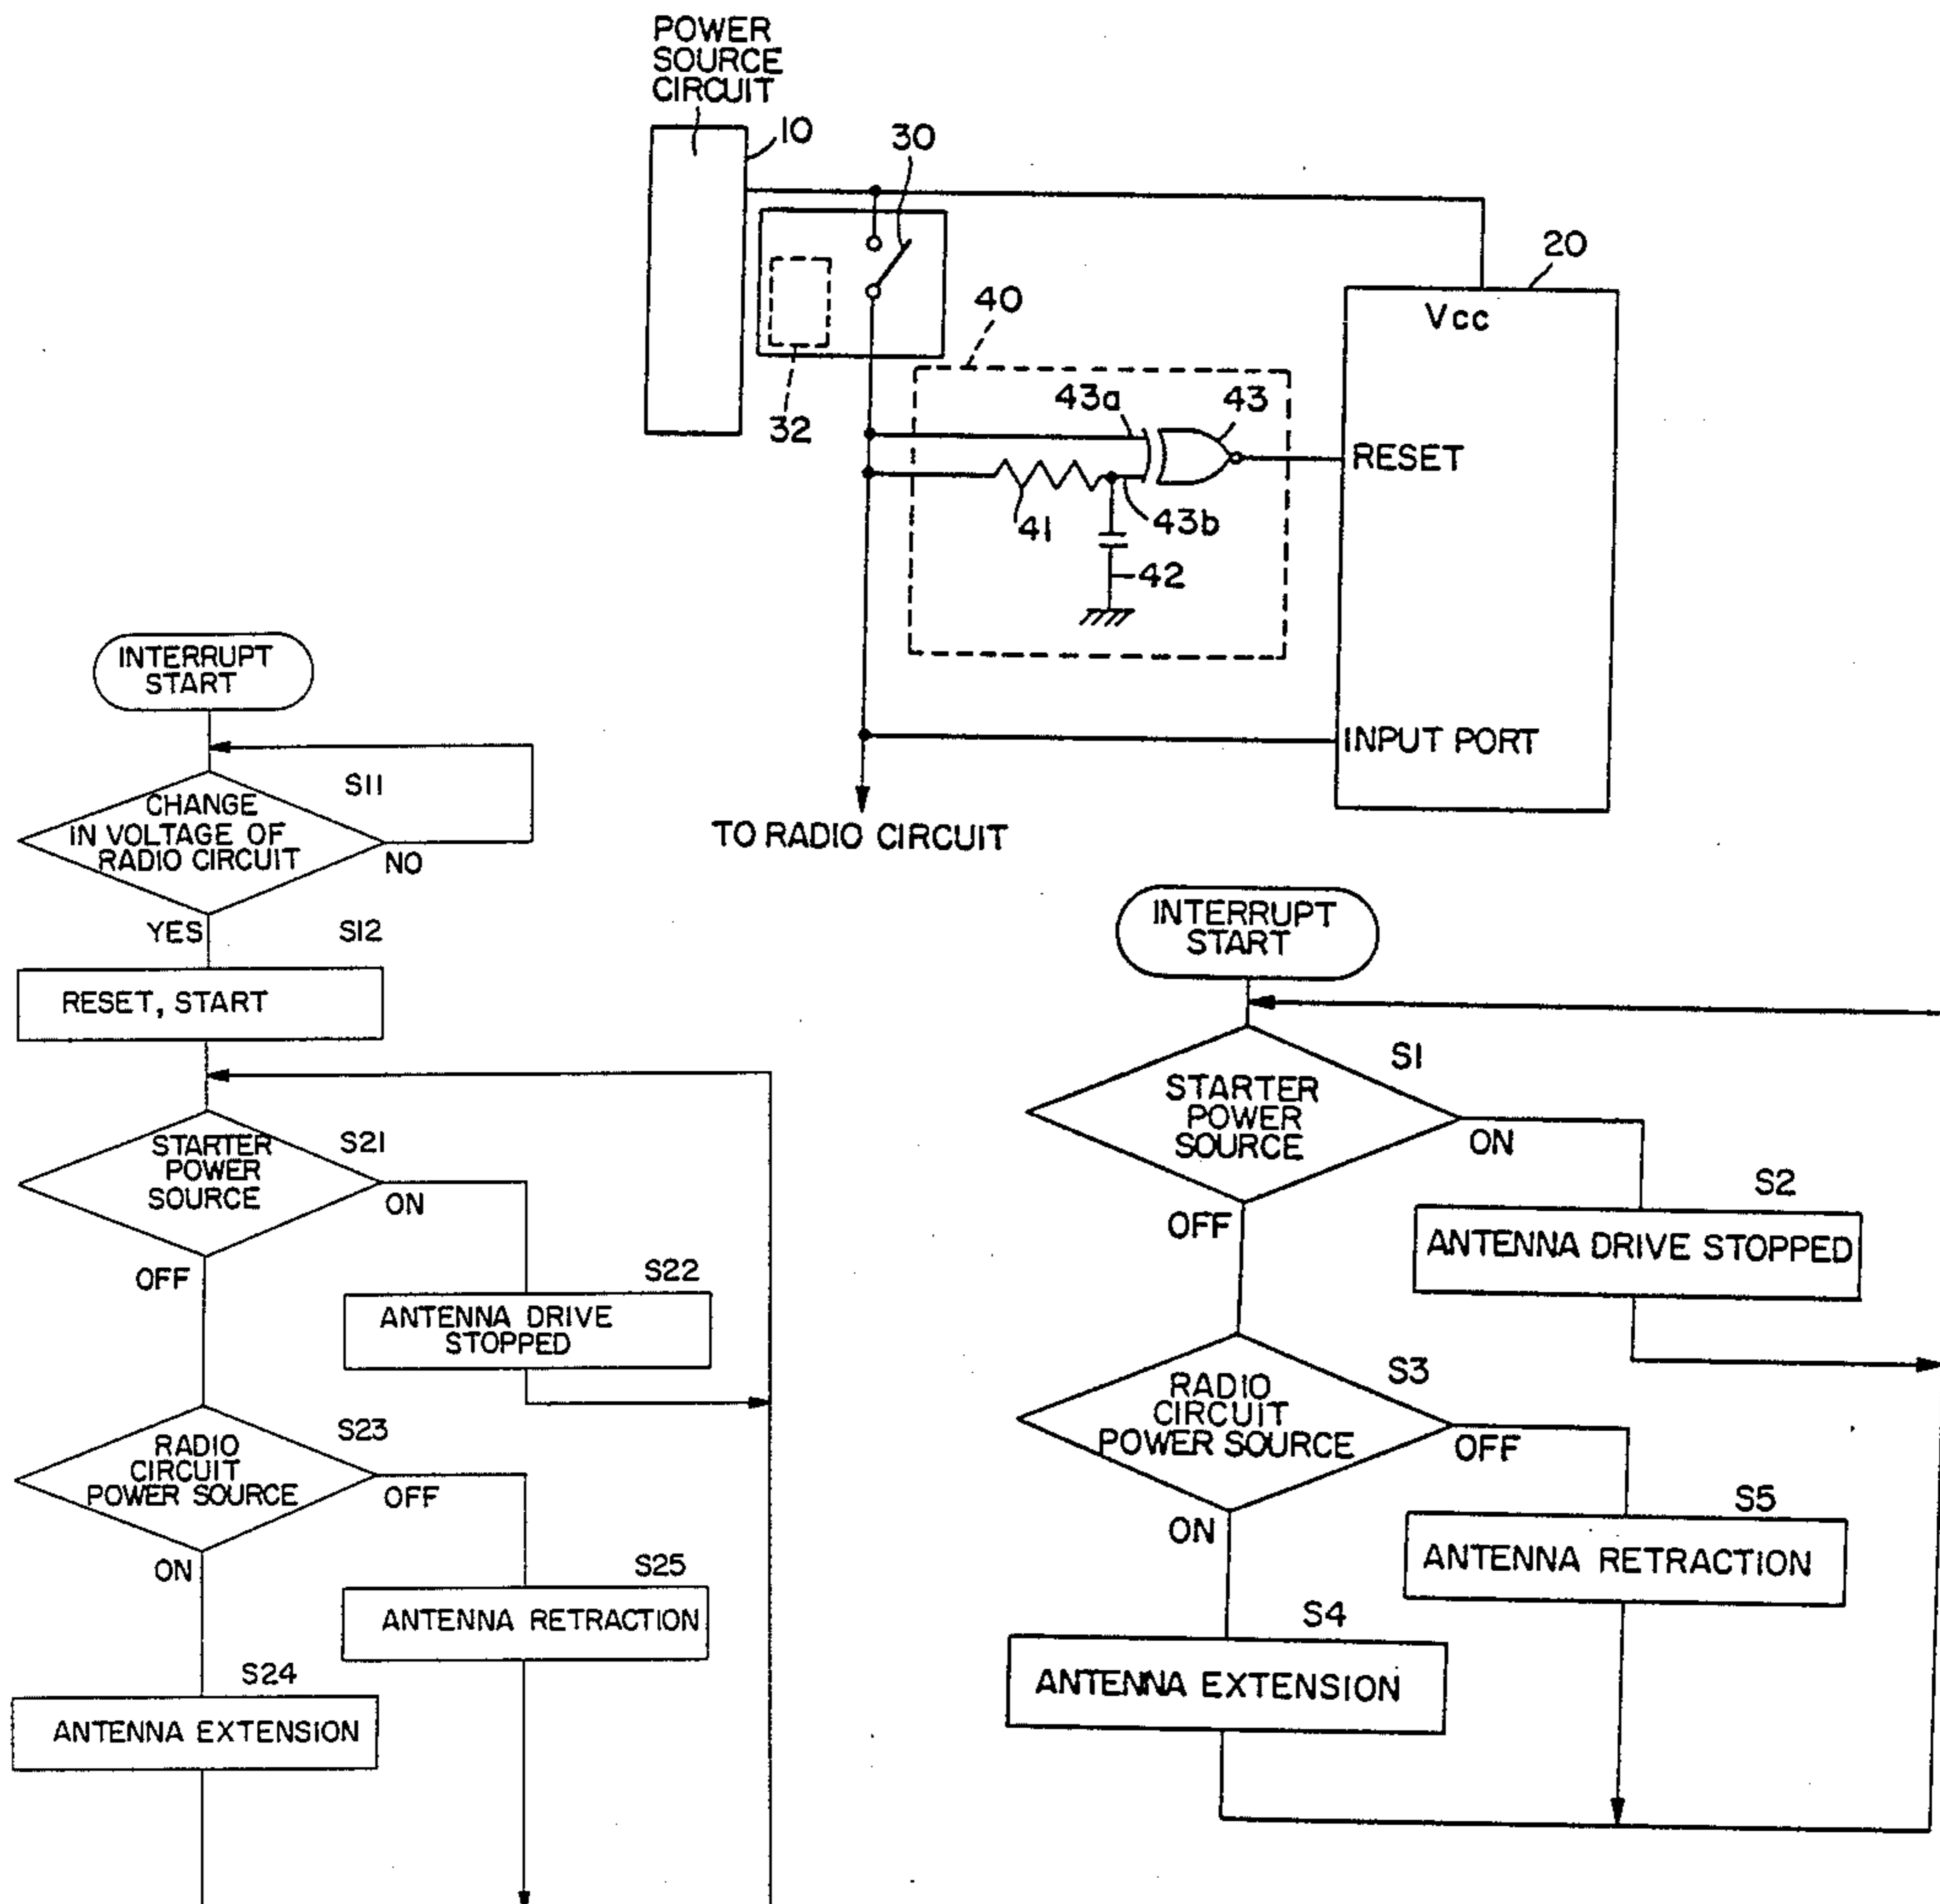 POWER
SOURCE
CIRCUIT
10
30
20
40
Vcc
32
43a
43
RESET
41
43b
42
INPUT PORT
TO RADIO CIRCUIT
INTERRUPT
START
S11
CHANGE
IN VOLTAGE OF
RADIO CIRCUIT
NO
YES
S12
RESET, START
S21
STARTER
POWER
SOURCE
ON
OFF
S22
ANTENNA DRIVE
STOPPED
S23
RADIO
CIRCUIT
POWER SOURCE
OFF
ON
S25
ANTENNA RETRACTION
S24
ANTENNA EXTENSION
INTERRUPT
START
S1
STARTER
POWER
SOURCE
ON
OFF
S2
ANTENNA DRIVE STOPPED
S3
RADIO
CIRCUIT
POWER SOURCE
OFF
ON
S5
ANTENNA RETRACTION
S4
ANTENNA EXTENSION